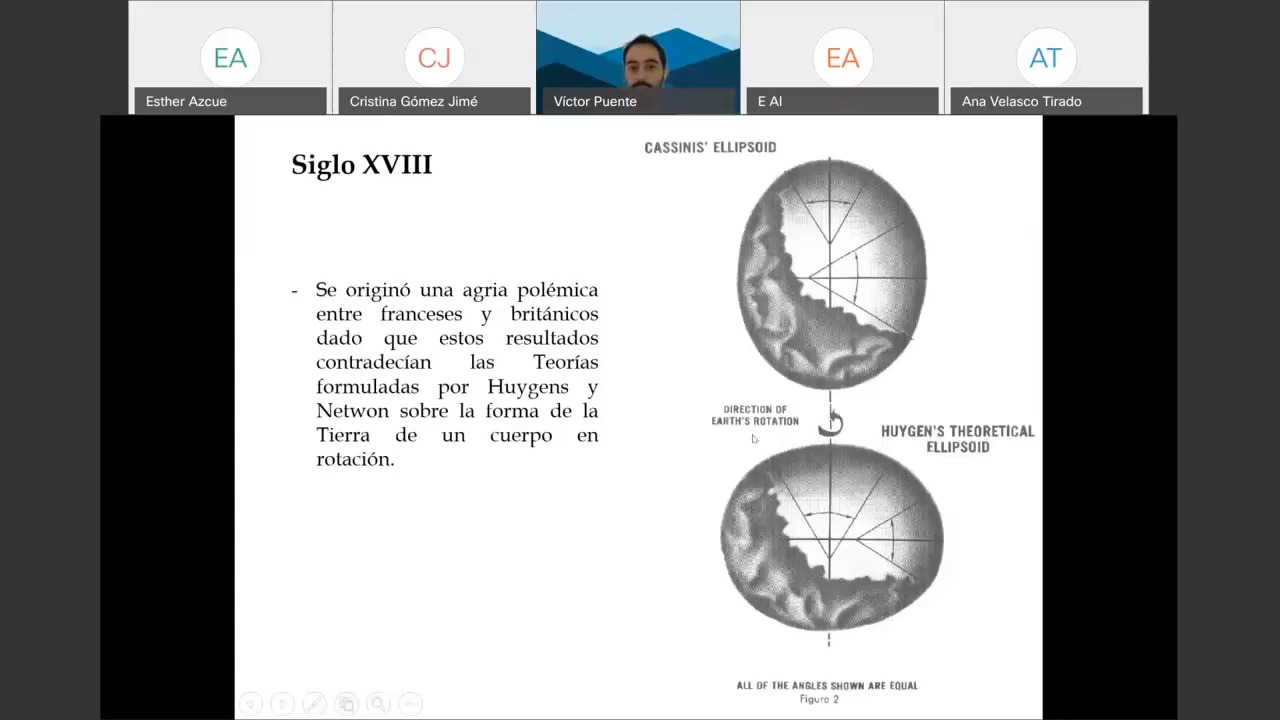 EA
CJ
EA
AT
Esther Azcue
Cristina Gómez Jimé
Víctor Puente
E Al
Ana Velasco Tirado
Siglo XVIII
- Se originó una agria polémica
entre franceses y británicos
dado que estos resultados
contradecían las Teorías
formuladas por Huygens y
Netwon sobre la forma de la
Tierra de un cuerpo en
rotación.
CASSINIS' ELLIPSOID
DIRECTION OF
EARTH'S ROTATION
HUYGEN'S THEORETICAL
ELLIPSOID
ALL OF THE ANGLES SHOWN ARE EQUAL
Figure 2